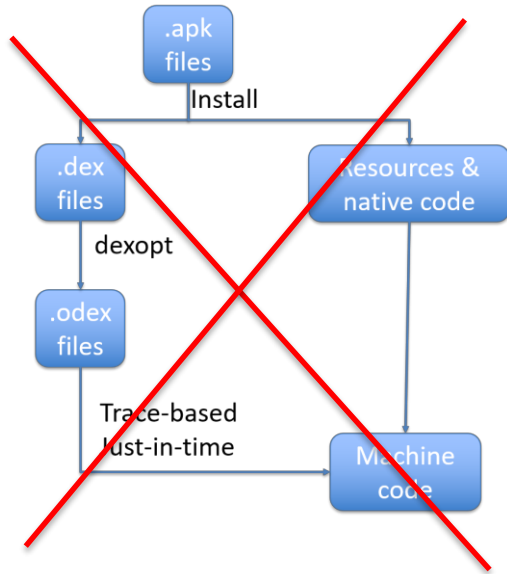 .apk
files
Install
.dex
files
Resources &
native code
dexopt
.odex
files
Trace-based
Just-in-time
Machine
code